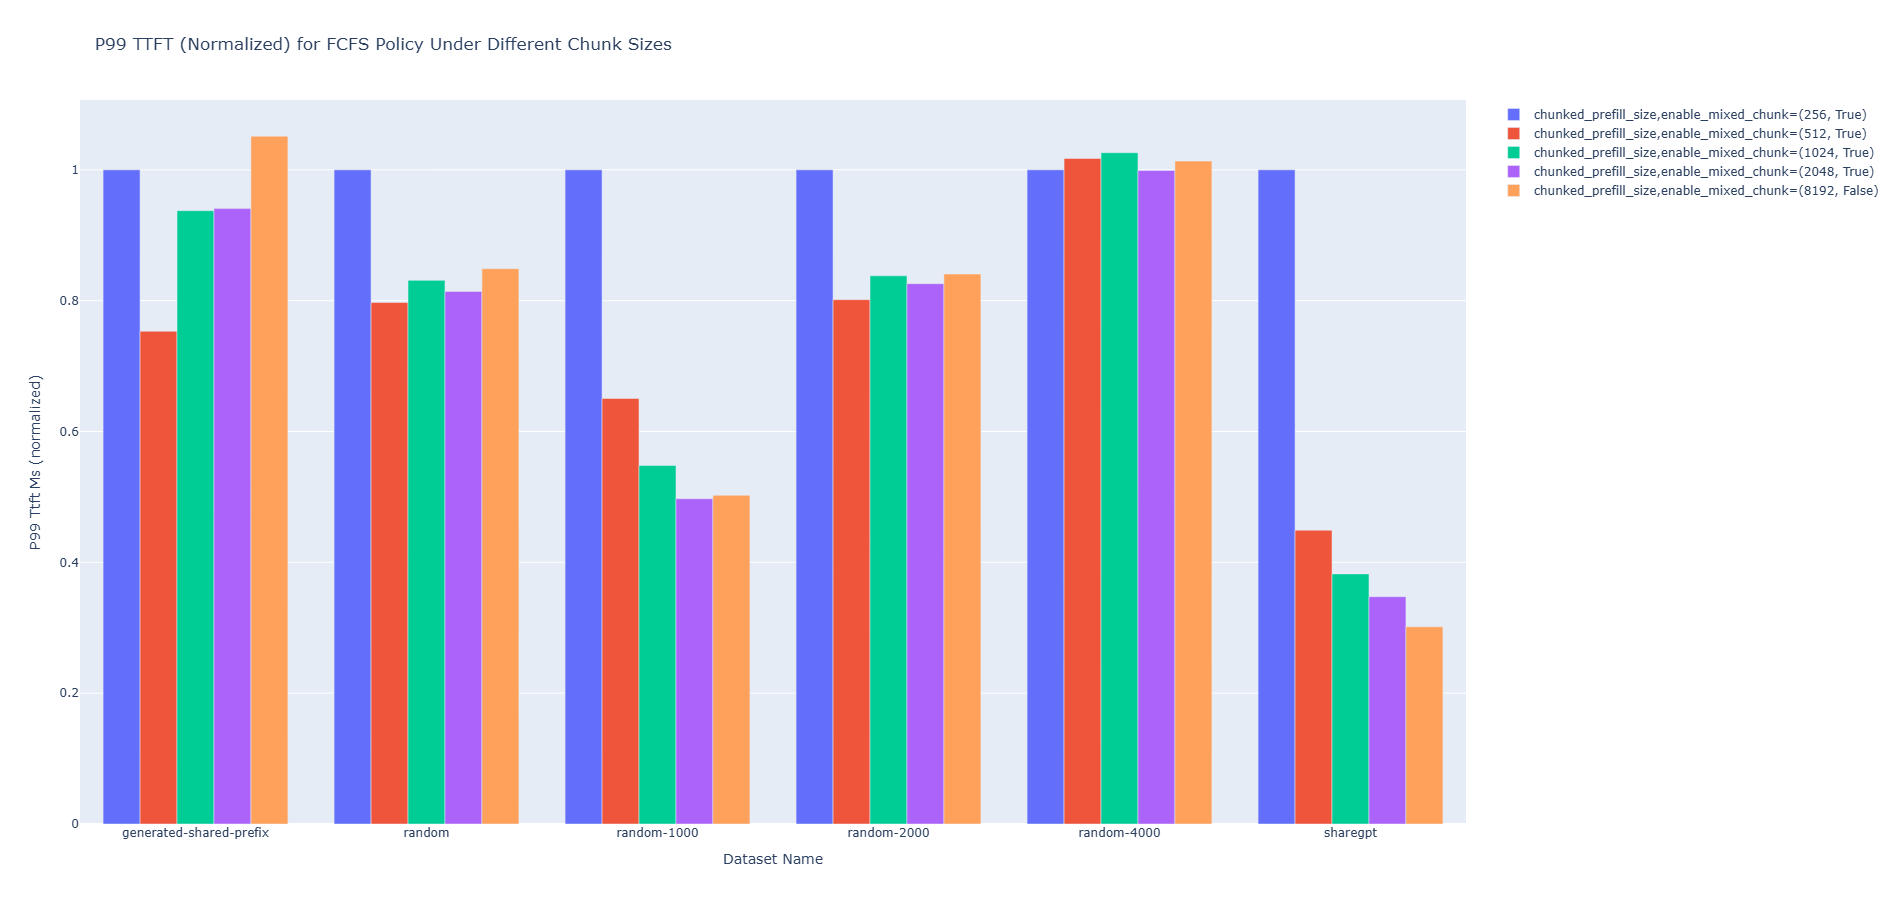 P99 TTFT (Normalized) for FCFS Policy Under Different Chunk Sizes
chunked_prefill_size,enable_mixed_chunk=(256, True)
chunked_prefill_size,enable_mixed_chunk=(512, True)
chunked_prefill_size,enable_mixed_chunk=(1024, True)
chunked_prefill_size,enable_mixed_chunk=(2048, True)
chunked_prefill_size,enable_mixed_chunk=(8192, False)
P99 Ttft Ms (normalized)
1
0.8
0.6
0.4
0.2
0
generated-shared-prefix
random
random-1000
random-2000
random-4000
sharegpt
Dataset Name